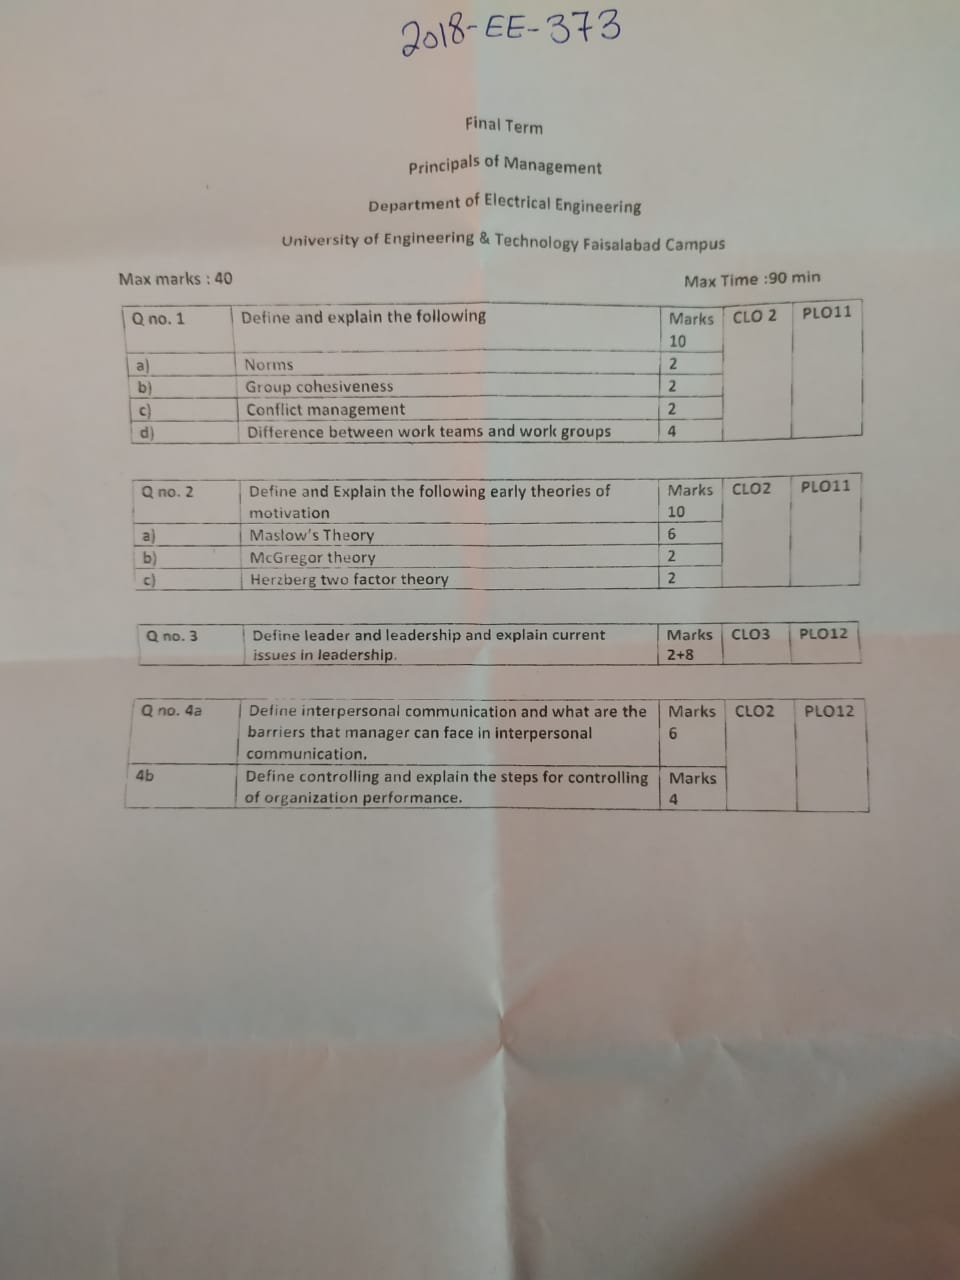 2018-EE-373
Final Term
Principals of Management
Department of Electrical Engineering
University of Engineering & Technology Faisalabad Campus
Max marks : 40 Max Time :90 min
Q no. 1 Define and explain the following Marks CLO 2 PLO11
10
a) Norms 2
b) Group cohesiveness 2
c) Conflict management 2
d) Difference between work teams and work groups 4
Q no. 2 Define and Explain the following early theories of Marks CLO2 PLO11
motivation 10
a) Maslow's Theory 6
b) McGregor theory 2
c) Herzberg two factor theory 2
Q no. 3 Define leader and leadership and explain current Marks CLO3 PLO12
issues in leadership. 2+8
Q no. 4a Define interpersonal communication and what are the Marks CLO2 PLO12
barriers that manager can face in interpersonal 6
communication.
4b Define controlling and explain the steps for controlling Marks
of organization performance. 4